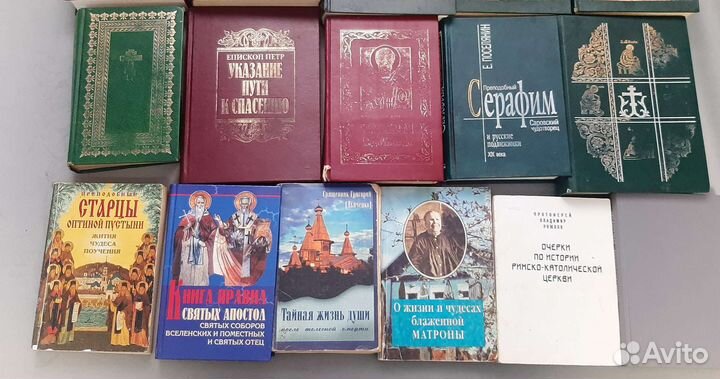 ЕПИСКОП ПЕТР
УКАЗАНИЕ
ПУТИ
К СПАСЕНИЮ
Е. ПОСЕЛЯНИН
Преподобный
Серафим
Саровский
чудотворец
и русские
подвижники
XIX века
ПРЕПОДОБНЫЕ
СТАРЦЫ
ОПТИНОЙ ПУСТЫНИ
ЖИТИЯ
ЧУДЕСА
ПОУЧЕНИЯ
КНИГА ПРАВИЛ
СВЯТЫХ АПОСТОЛ
СВЯТЫХ СОБОРОВ
ВСЕЛЕНСКИХ И ПОМЕСТНЫХ
И СВЯТЫХ ОТЕЦ
Священник Григорий
Тайная жизнь души
после телесной смерти
О жизни и чудесах
блаженной
МАТРОНЫ
ПРОТОИЕРЕЙ
ВЛАДИМИР
РОЖКОВ
ОЧЕРКИ
ПО ИСТОРИИ
РИМСКО-КАТОЛИЧЕСКОЙ
ЦЕРКВИ
Avito